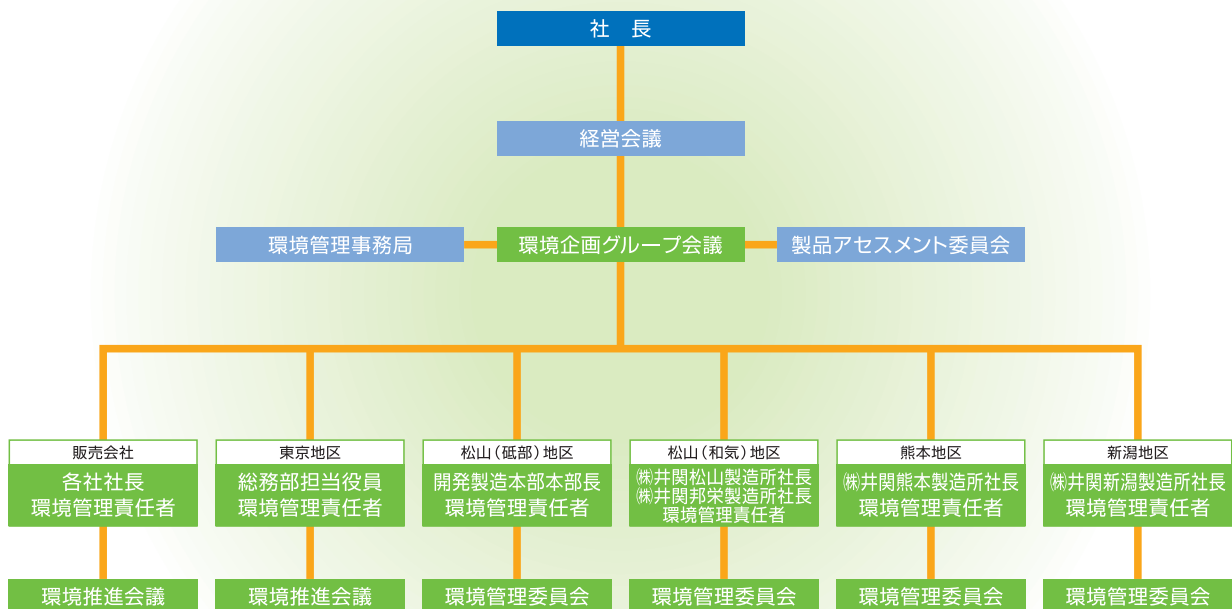 社 長
経営会議
環境管理事務局
環境企画グループ会議
製品アセスメント委員会
販売会社
各社社長
環境管理責任者
環境推進会議
東京地区
総務部担当役員
環境管理責任者
環境推進会議
松山(砥部)地区
開発製造本部本部長
環境管理責任者
環境管理委員会
松山(和気)地区
㈱井関松山製造所社長
㈱井関邦栄製造所社長
環境管理責任者
環境管理委員会
熊本地区
㈱井関熊本製造所社長
環境管理責任者
環境管理委員会
新潟地区
㈱井関新潟製造所社長
環境管理責任者
環境管理委員会